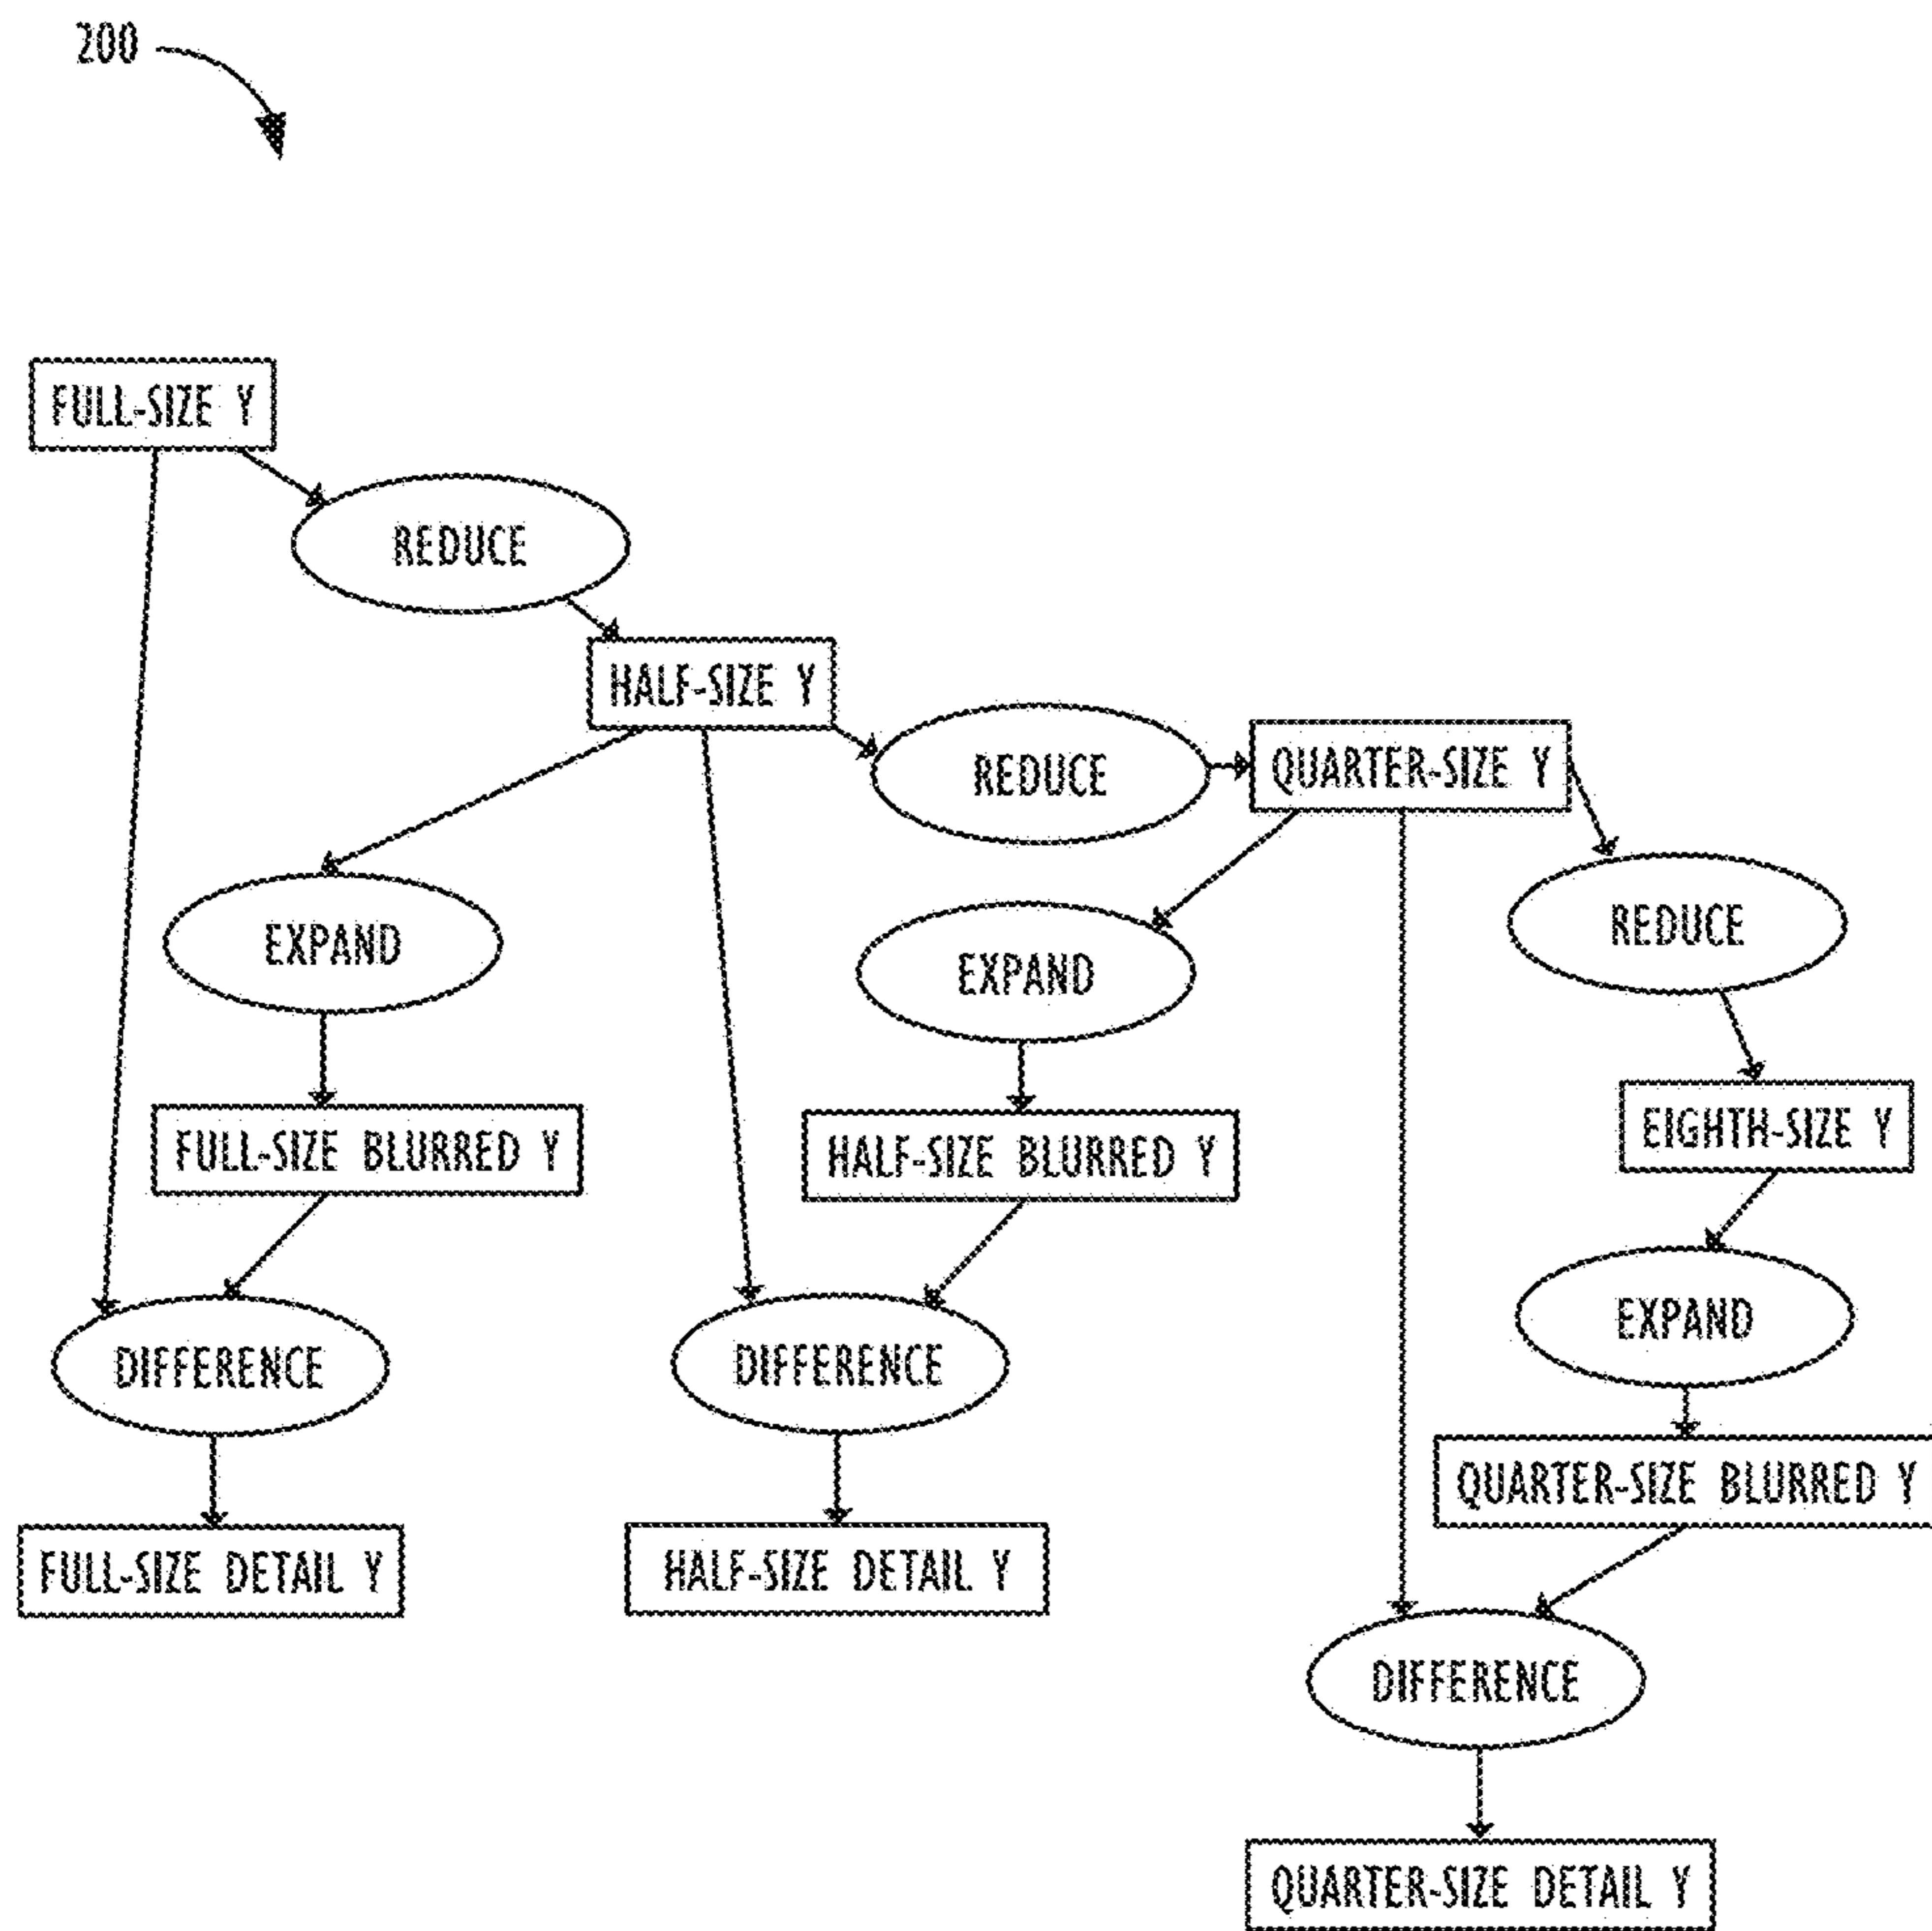 200
FULL-SIZE Y
REDUCE
HALF-SIZE Y
REDUCE
QUARTER-SIZE Y
REDUCE
EXPAND
EXPAND
EIGHTH-SIZE Y
FULL-SIZE BLURRED Y
HALF-SIZE BLURRED Y
EXPAND
DIFFERENCE
DIFFERENCE
QUARTER-SIZE BLURRED Y
FULL-SIZE DETAIL Y
HALF-SIZE DETAIL Y
DIFFERENCE
QUARTER-SIZE DETAIL Y